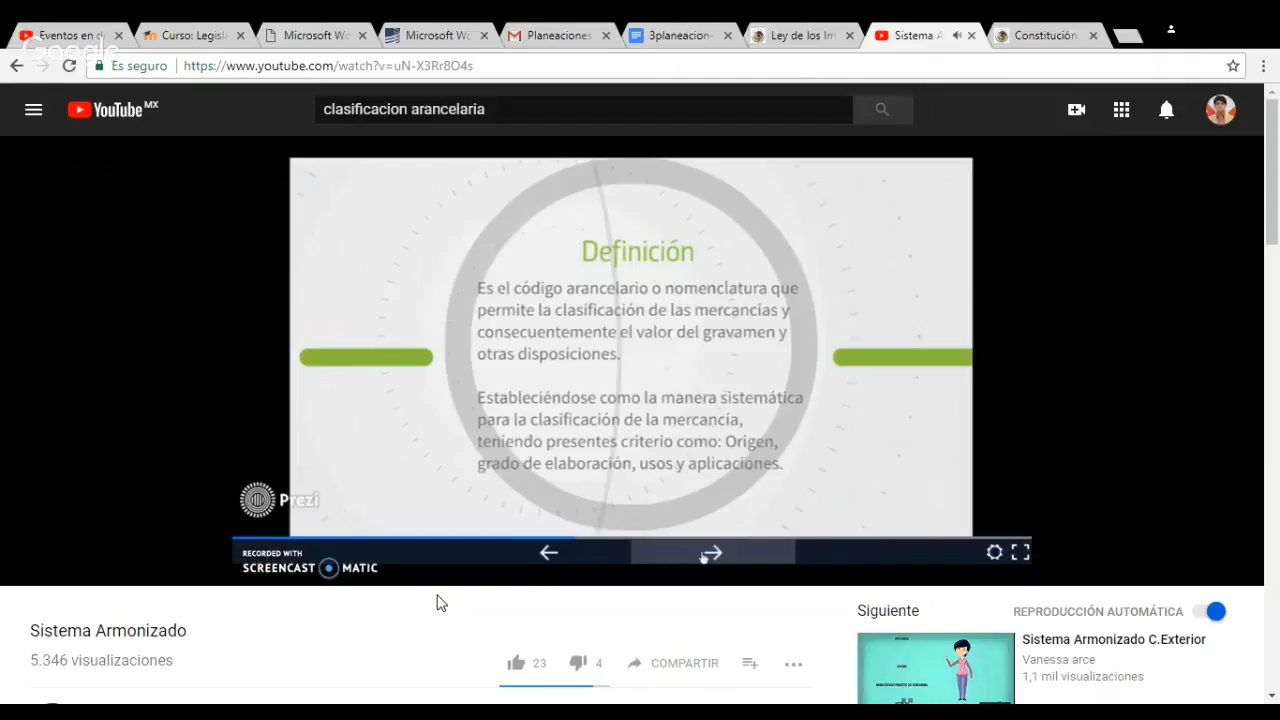 Eventos en d
Curso: Legisla
Microsoft Wo
Microsoft Wo
Planeaciones
3planeacion-
Ley de los Im
Sistema A
Constitución
Google
Es seguro
https://www.youtube.com/watch?v=uN-X3Rr8O4s
YouTube MX
clasificacion arancelaria
Definición
Es el código arancelario o nomenclatura que
permite la clasificación de las mercancías y
consecuentemente el valor del gravamen y
otras disposiciones.
Estableciéndose como la manera sistemática
para la clasificación de la mercancía,
teniendo presentes criterio como: Origen,
grado de elaboración, usos y aplicaciones.
Prezi
RECORDED WITH
SCREENCAST MATIC
Sistema Armonizado
5.346 visualizaciones
23
4
COMPARTIR
Siguiente
REPRODUCCIÓN AUTOMÁTICA
Sistema Armonizado C.Exterior
Vanessa arce
1,1 mil visualizaciones